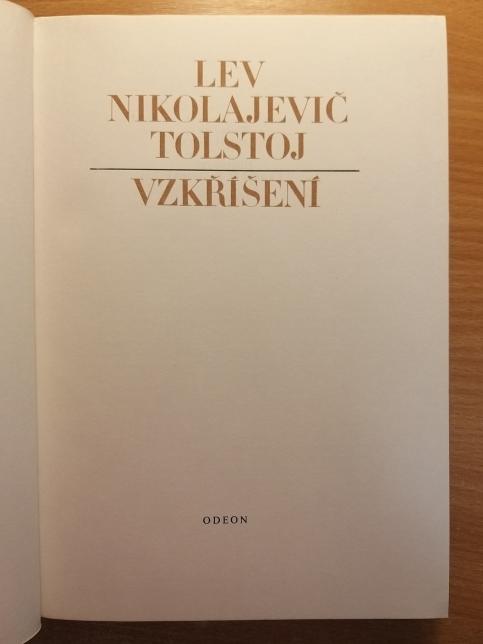 LEV
NIKOLAJEVIČ
TOLSTOJ
VZKŘÍŠENÍ
ODEON